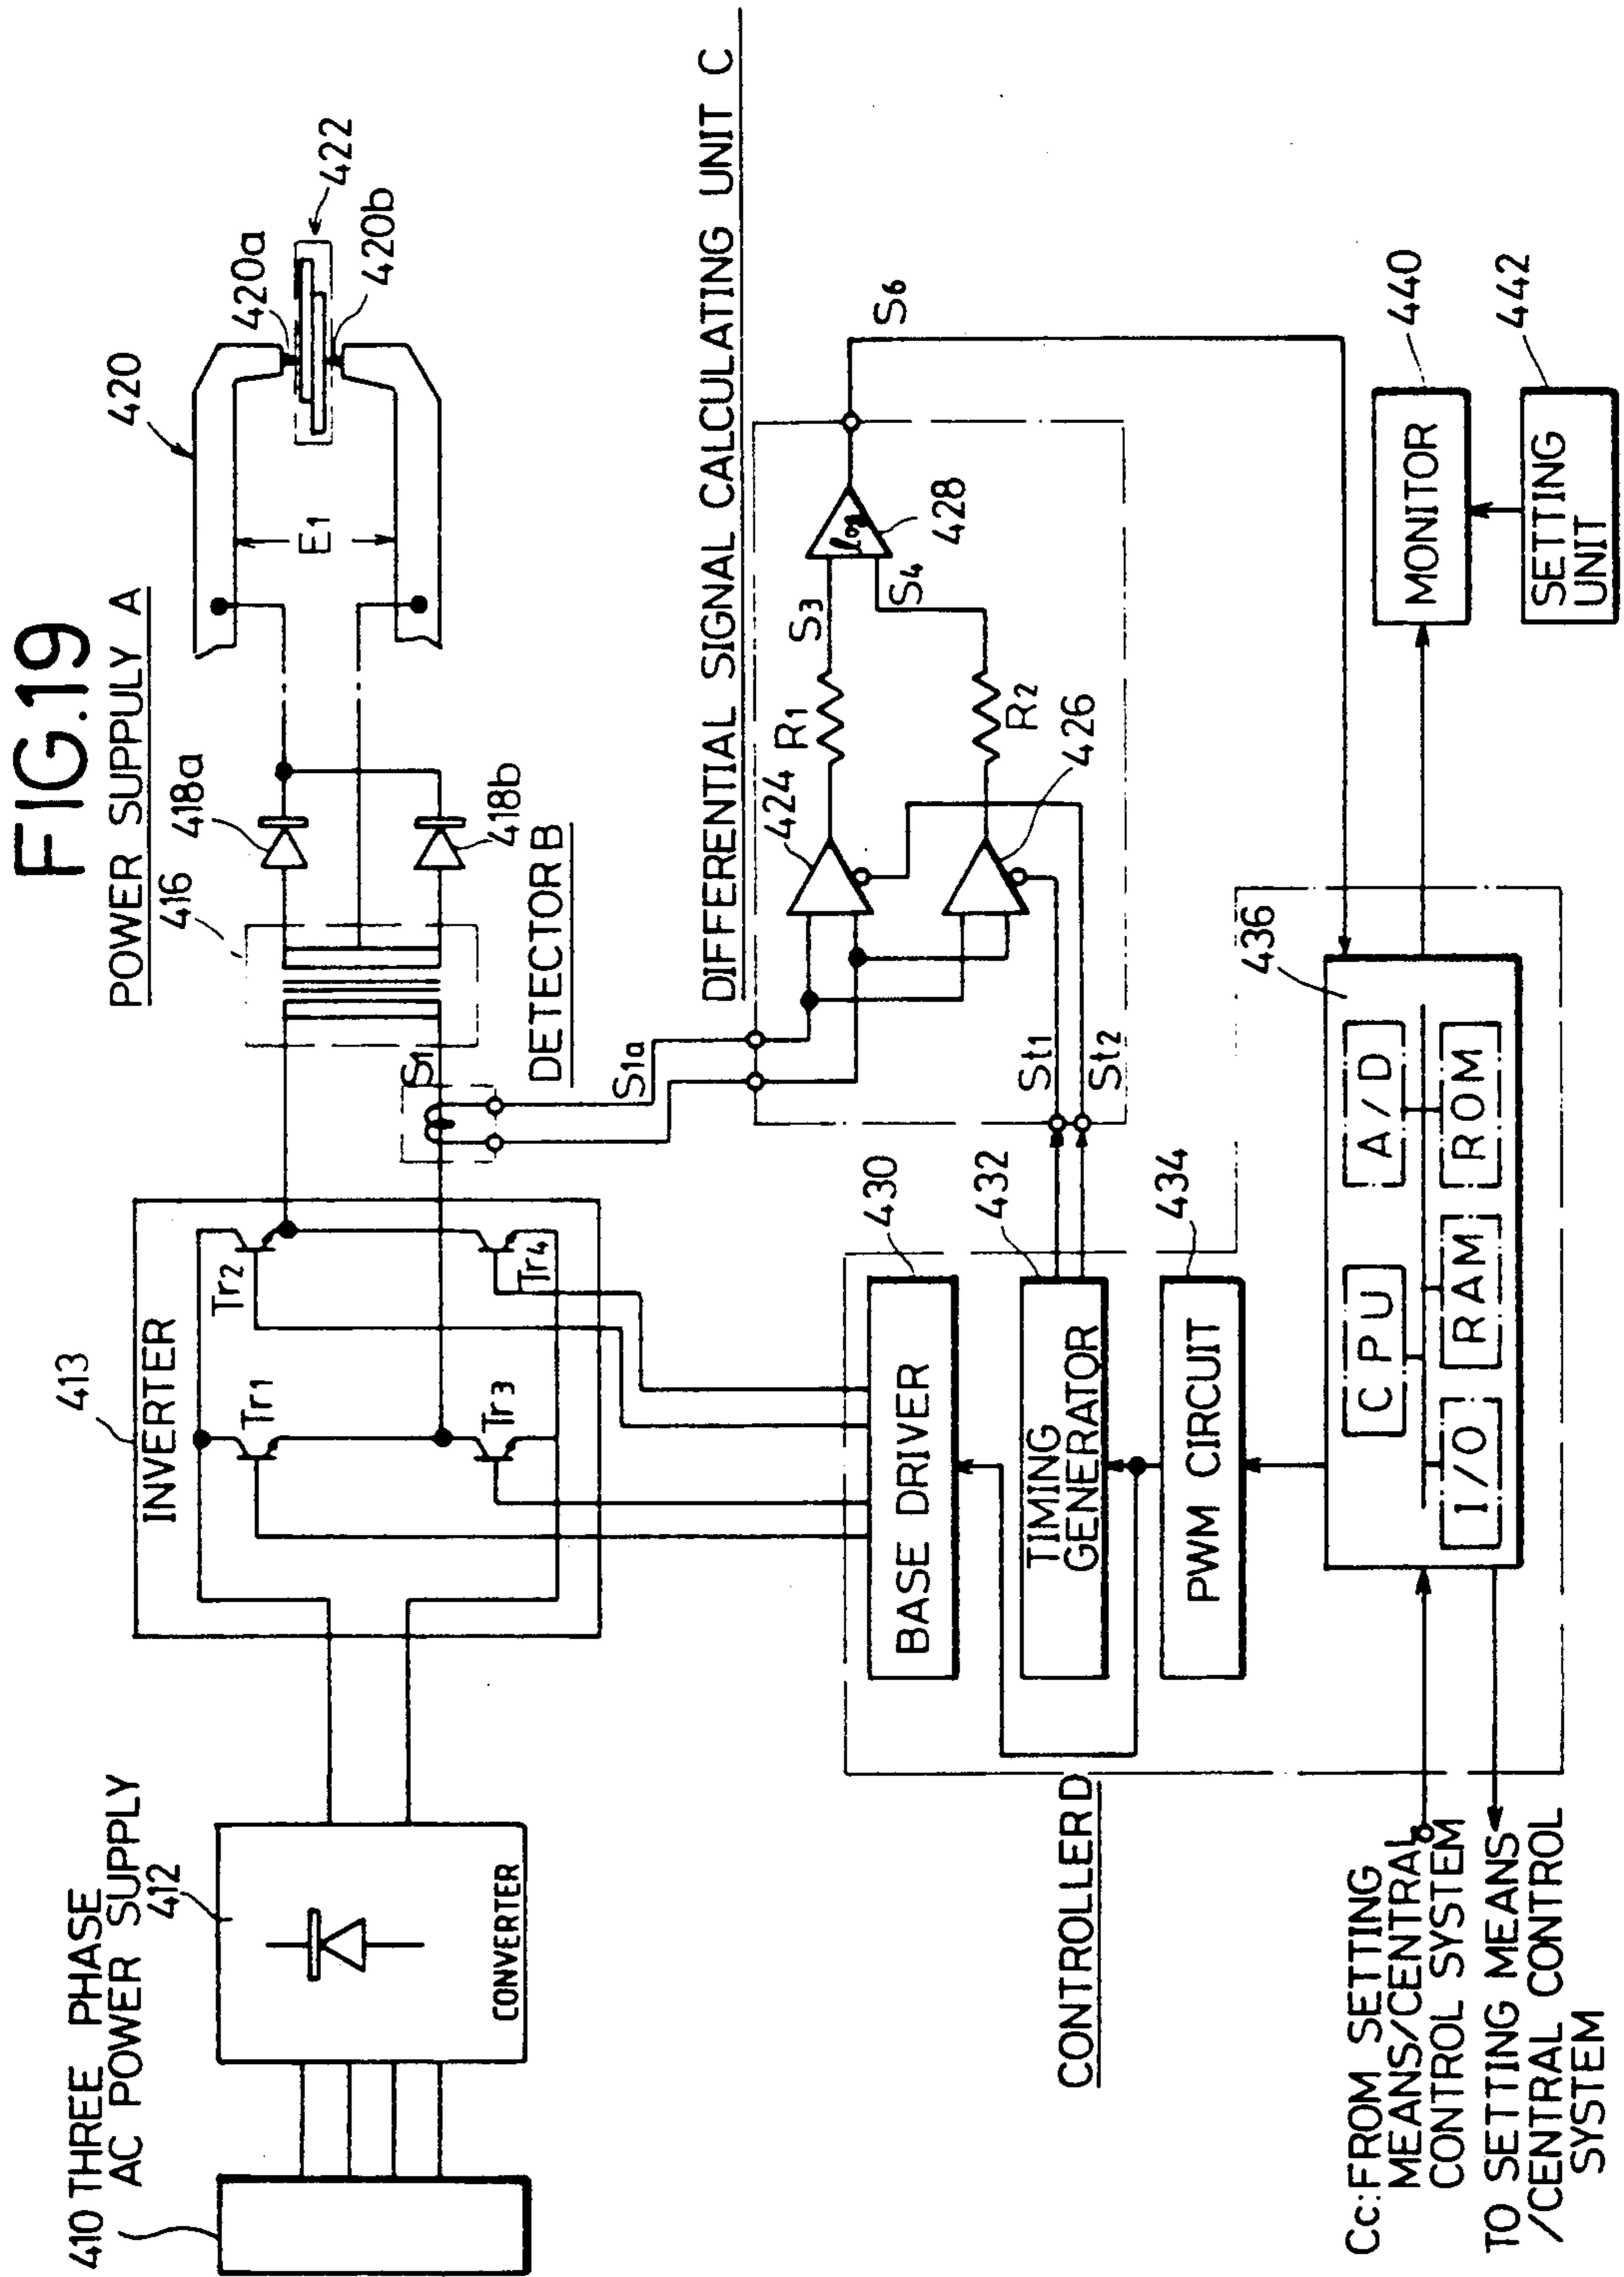 FIG.19
POWER SUPPULY A
410 THREE PHASE
AC POWER SUPPLY
412
CONVERTER
413
INVERTER
Tr1
Tr2
Tr3
Tr4
416
418a
418b
420
420a
420b
422
E1
S1
DETECTOR B
S1a
DIFFERENTIAL SIGNAL CALCULATING UNIT C
424
426
R1
R2
S3
S4
log
428
S6
St1
St2
CONTROLLER D
430
BASE DRIVER
432
TIMING
GENERATOR
434
PWM CIRCUIT
436
CPU
A/D
I/O
RAM
ROM
440
MONITOR
442
SETTING
UNIT
Cc:FROM SETTING
MEANS/CENTRAL
CONTROL SYSTEM
TO SETTING MEANS
/CENTRAL CONTROL
SYSTEM